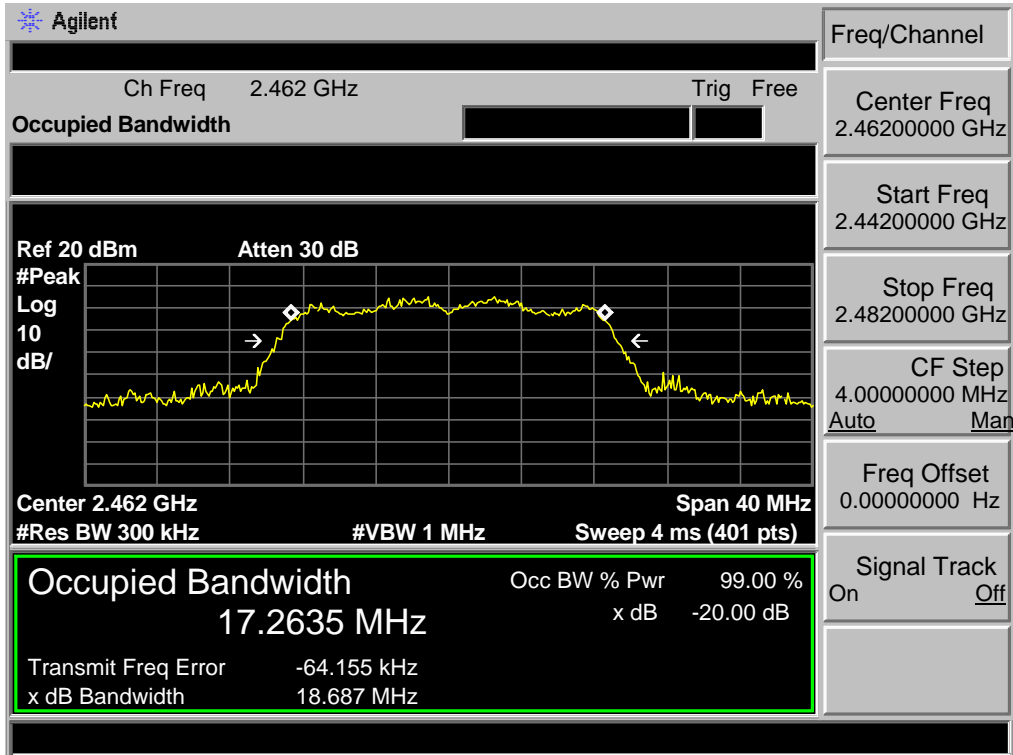 Agilent
Freq/Channel
Ch Freq 2.462 GHz Trig Free
Occupied Bandwidth
Center Freq
2.46200000 GHz
Start Freq
2.44200000 GHz
Ref 20 dBm Atten 30 dB
#Peak
Log
10
dB/
Stop Freq
2.48200000 GHz
CF Step
4.00000000 MHz
Auto Man
Center 2.462 GHz Span 40 MHz
#Res BW 300 kHz #VBW 1 MHz Sweep 4 ms (401 pts)
Freq Offset
0.00000000 Hz
Occupied Bandwidth Occ BW % Pwr 99.00 %
17.2635 MHz x dB -20.00 dB
Transmit Freq Error -64.155 kHz
x dB Bandwidth 18.687 MHz
Signal Track
On Off